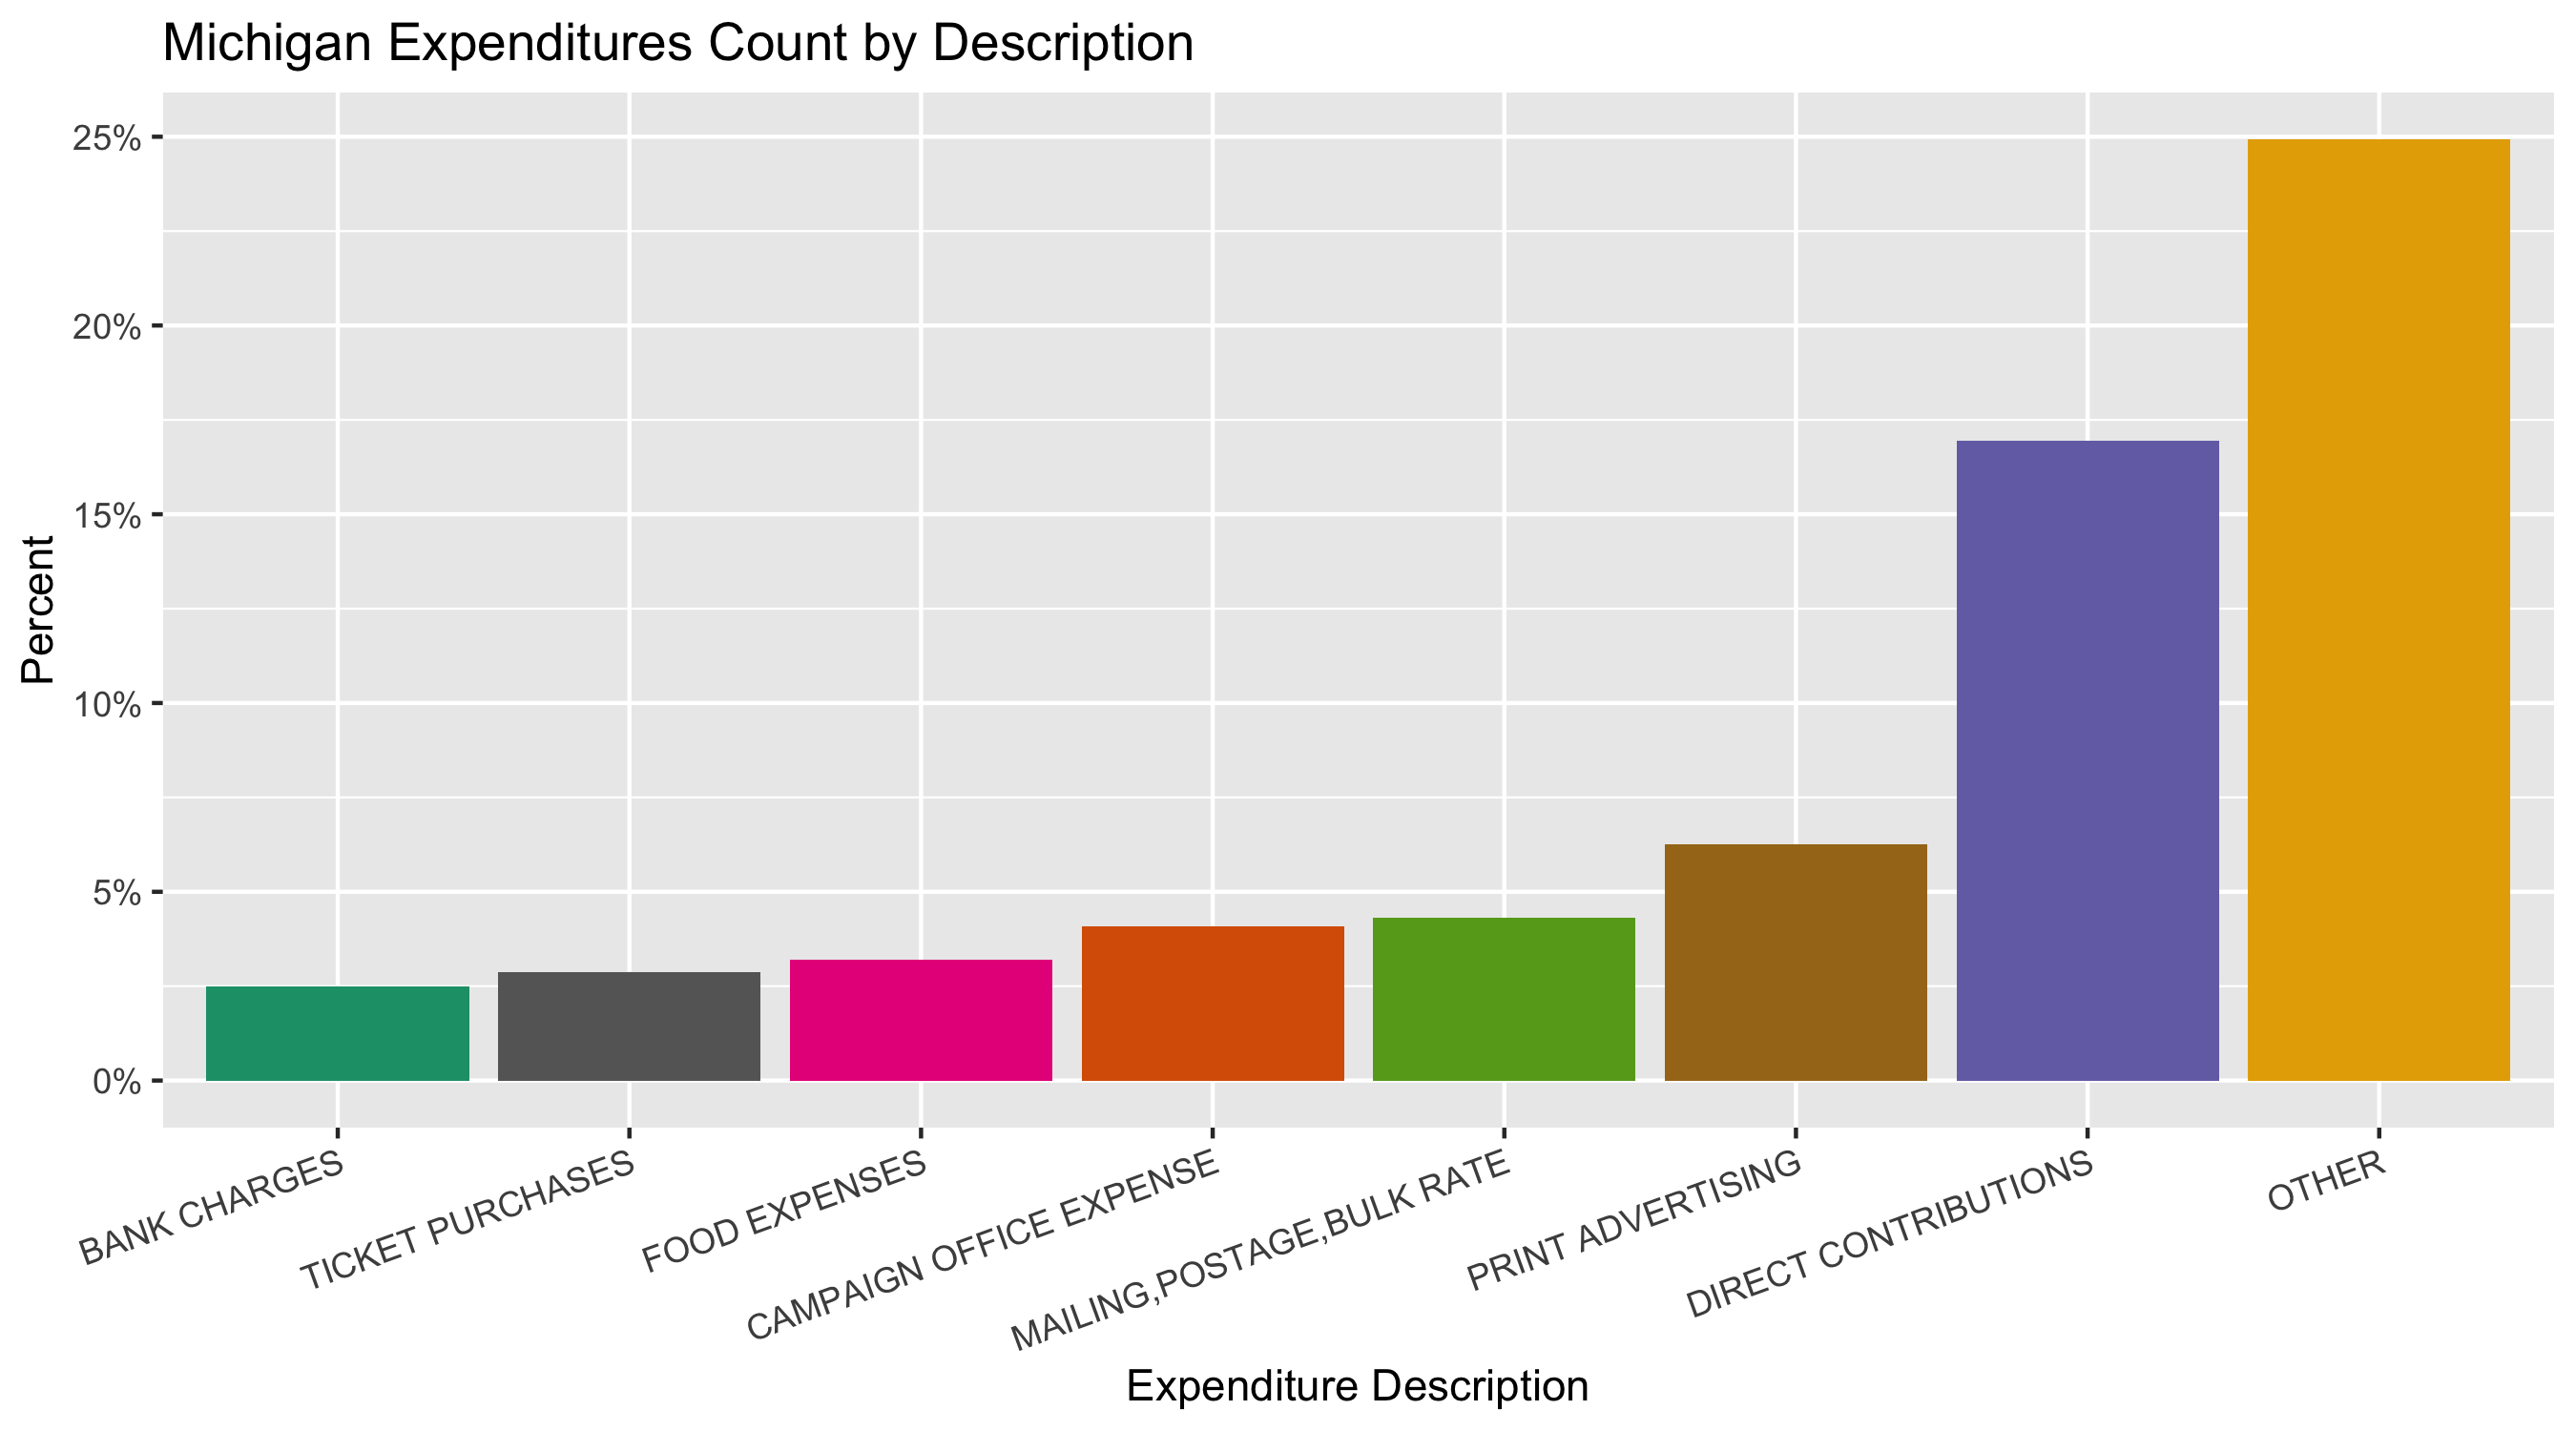 Michigan Expenditures Count by Description
Percent
25%
20%
15%
10%
5%
0%
BANK CHARGES
TICKET PURCHASES
FOOD EXPENSES
CAMPAIGN OFFICE EXPENSE
MAILING,POSTAGE,BULK RATE
PRINT ADVERTISING
DIRECT CONTRIBUTIONS
OTHER
Expenditure Description